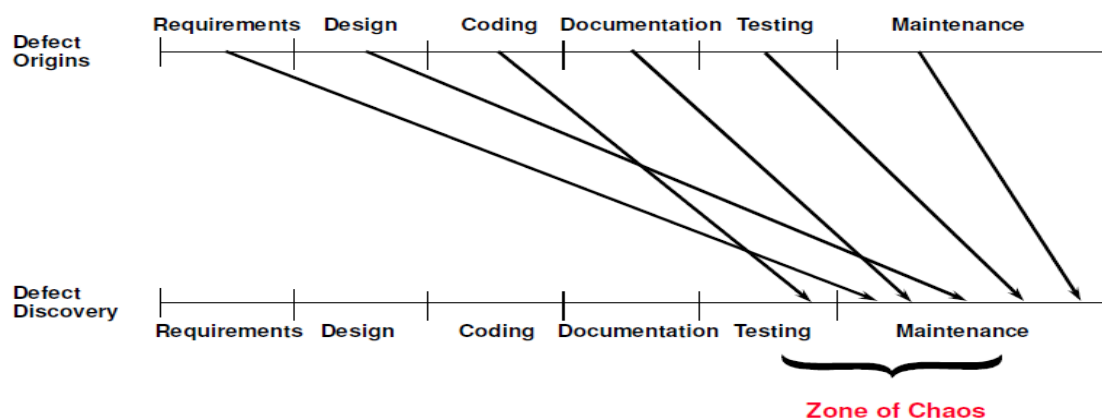 Requirements Design Coding Documentation Testing Maintenance
Defect
Origins
Defect
Discovery
Requirements Design Coding Documentation Testing Maintenance
Zone of Chaos